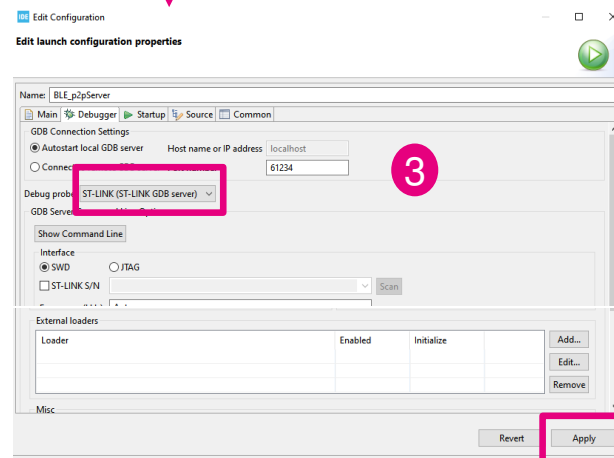 IDE Edit Configuration
Edit launch configuration properties
Name: BLE_p2pServer
Main Debugger Startup Source Common
GDB Connection Settings
Autostart local GDB server Host name or IP address localhost
61234
3
ST-LINK (ST-LINK GDB server)
GDB Server
Show Command Line
Interface
SWD JTAG
ST-LINK S/N Scan
External loaders
Loader Enabled Initialize Add...
Edit...
Remove
Misc
Revert Apply